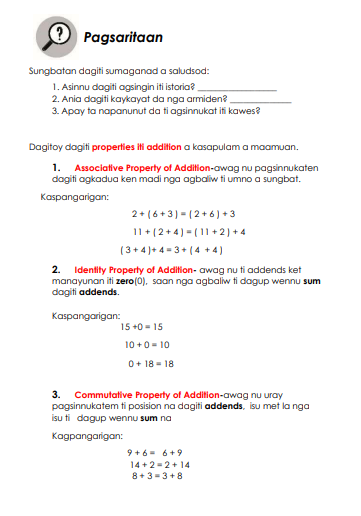 Pagsaritaan
Sungbatan dagiti sumaganad a saludsod:
1. Asinnu dagiti agsingin iti istoria? ________________
2. Ania dagiti kaykayat da nga armiden? _____________
3. Apay ta napanunut da ti agsinnukat iti kawes?
Dagitoy dagiti properties iti addition a kasapulam a maamuan.
1. Associative Property of Addition-awag nu pagsinnukaten
dagiti agkadua ken madi nga agbaliw ti umno a sungbat.
Kaspangarigan:
2 + ( 6 + 3 ) = ( 2 + 6 ) + 3
11 + ( 2 + 4 ) = ( 11 + 2 ) + 4
( 3 + 4 )+ 4 = 3 + ( 4 + 4 )
2. Identity Property of Addition- awag nu ti addends ket
manayunan iti zero(0), saan nga agbaliw ti dagup wennu sum
dagiti addends.
Kaspangarigan:
15 +0 = 15
10 + 0 = 10
0 + 18 = 18
3. Commutative Property of Addition-awag nu uray
pagsinnukatem ti posision na dagiti addends, isu met la nga
isu ti dagup wennu sum na
Kagpangarigan:
9 + 6 = 6 + 9
14 + 2 = 2 + 14
8 + 3 = 3 + 8